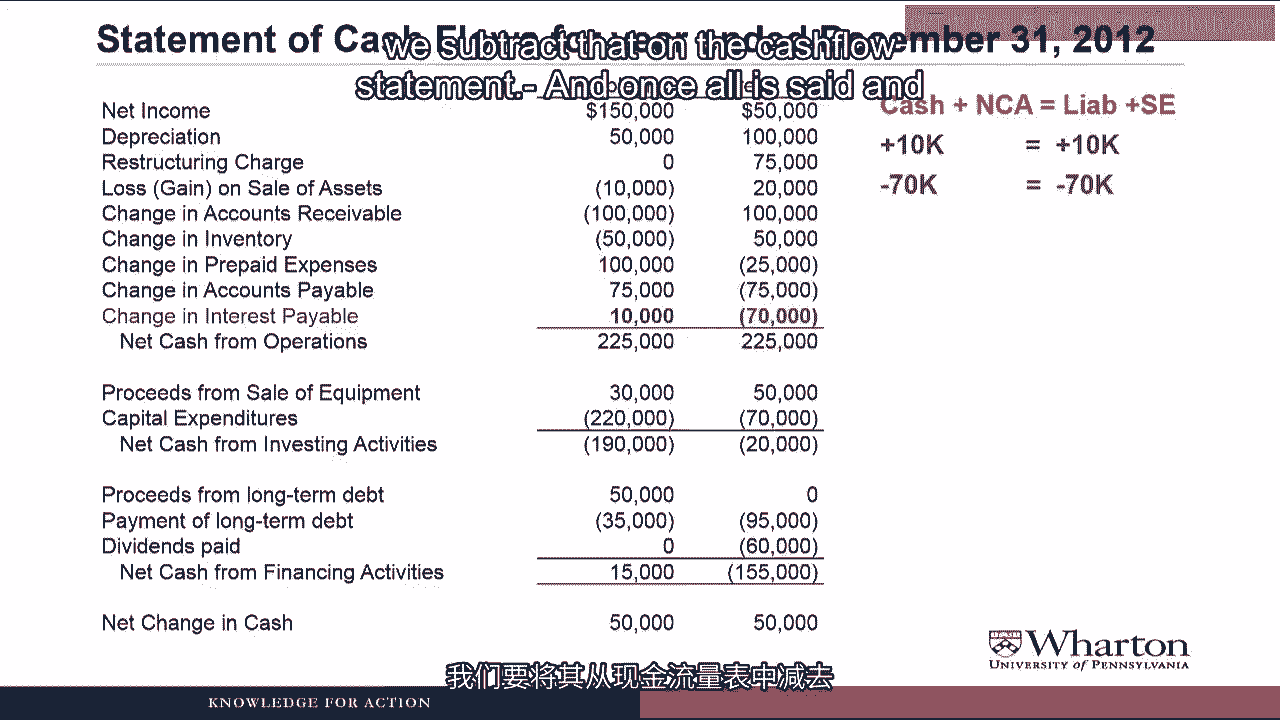 Statement of Cash Flows for year ended December 31, 2012
we subtract that on the cashflow
statement.- And once all is said and
Cash + NCA = Liab +SE
Net Income $150,000 $50,000
Depreciation 50,000 100,000 +10K = +10K
Restructuring Charge 0 75,000
Loss (Gain) on Sale of Assets (10,000) 20,000 -70K = -70K
Change in Accounts Receivable (100,000) 100,000
Change in Inventory (50,000) 50,000
Change in Prepaid Expenses 100,000 (25,000)
Change in Accounts Payable 75,000 (75,000)
Change in Interest Payable 10,000 (70,000)
Net Cash from Operations 225,000 225,000
Proceeds from Sale of Equipment 30,000 50,000
Capital Expenditures (220,000) (70,000)
Net Cash from Investing Activities (190,000) (20,000)
Proceeds from long-term debt 50,000 0
Payment of long-term debt (35,000) (95,000)
Dividends paid 0 (60,000)
Net Cash from Financing Activities 15,000 (155,000)
Net Change in Cash 50,000 50,000
Wharton
UNIVERSITY of PENNSYLVANIA
我们要将其从现金流量表中减去
KNOWLEDGE FOR ACTION